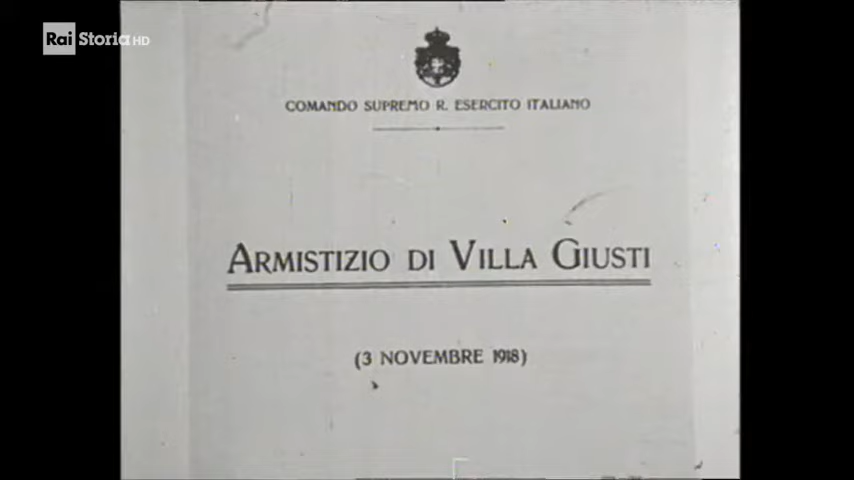 Rai Storia HD
COMANDO SUPREMO R. ESERCITO ITALIANO
ARMISTIZIO DI VILLA GIUSTI
(3 NOVEMBRE 1918)